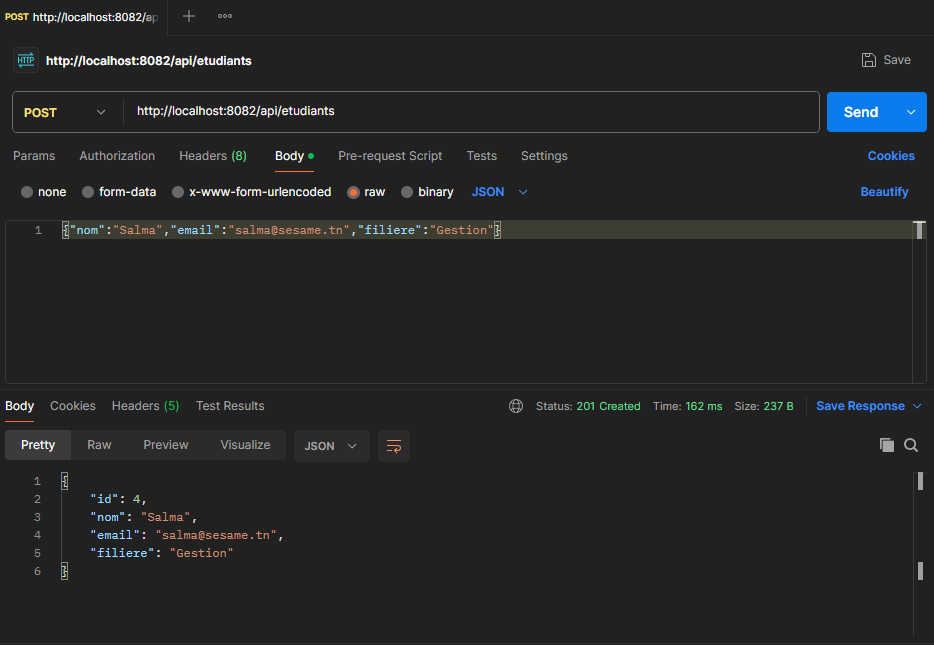 POST http://localhost:8082/ap
HTTP http://localhost:8082/api/etudiants Save
POST http://localhost:8082/api/etudiants Send
Params Authorization Headers (8) Body Pre-request Script Tests Settings Cookies
none form-data x-www-form-urlencoded raw binary JSON Beautify
1 {"nom":"Salma","email":"salma@sesame.tn","filiere":"Gestion"}
Body Cookies Headers (5) Test Results Status: 201 Created Time: 162 ms Size: 237 B Save Response
Pretty Raw Preview Visualize JSON
1 {
2 "id": 4,
3 "nom": "Salma",
4 "email": "salma@sesame.tn",
5 "filiere": "Gestion"
6 }